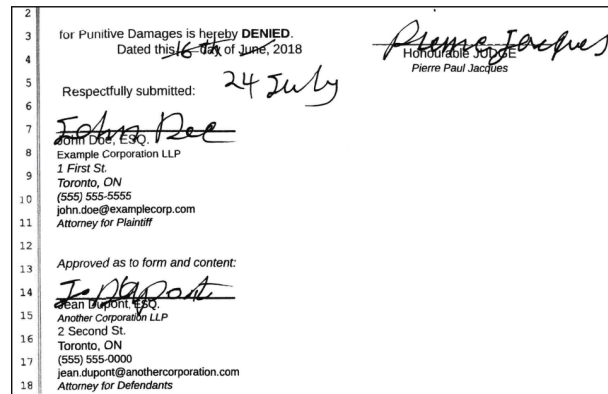 2
3 for Punitive Damages is hereby DENIED.
Dated this 16th day of June, 2018
4
24 July
Pierre Jacques
Honourable JUDGE
Pierre Paul Jacques
5 Respectfully submitted:
6
7 John Doe
John Doe, ESQ.
8 Example Corporation LLP
1 First St.
9 Toronto, ON
10 (555) 555-5555
john.doe@examplecorp.com
11 Attorney for Plaintiff
12
13 Approved as to form and content:
14 J. Dupont
Jean Dupont, ESQ.
15 Another Corporation LLP
2 Second St.
16 Toronto, ON
17 (555) 555-0000
jean.dupont@anothercorporation.com
18 Attorney for Defendants